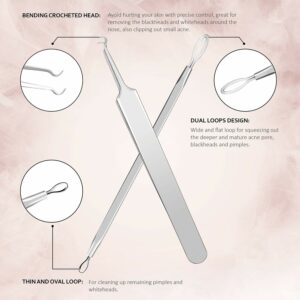 BENDING CROCHETED HEAD:
Avoid hurting your skin with precise control, great for
removing the blackheads and whiteheads around the
nose, also clipping out small acne.
DUAL LOOPS DESIGN:
Wide and flat loop for squeezing out
the deeper and mature acne pore,
blackheads and pimples.
THIN AND OVAL LOOP:
For cleaning up remaining pimples and
whiteheads.